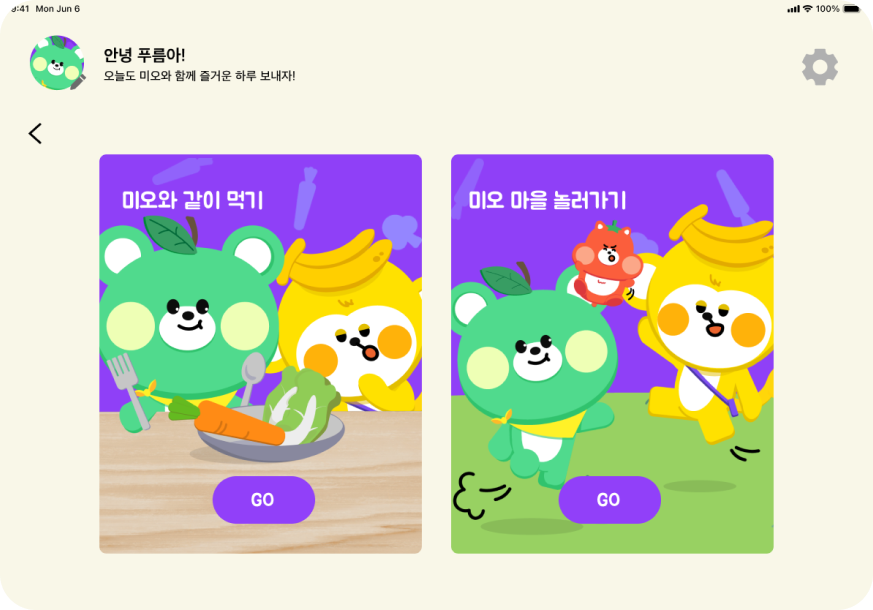 9:41 Mon Jun 6
100%
안녕 푸름아!
오늘도 미오와 함께 즐거운 하루 보내자!
미오와 같이 먹기
미오 마을 놀러가기
GO
GO